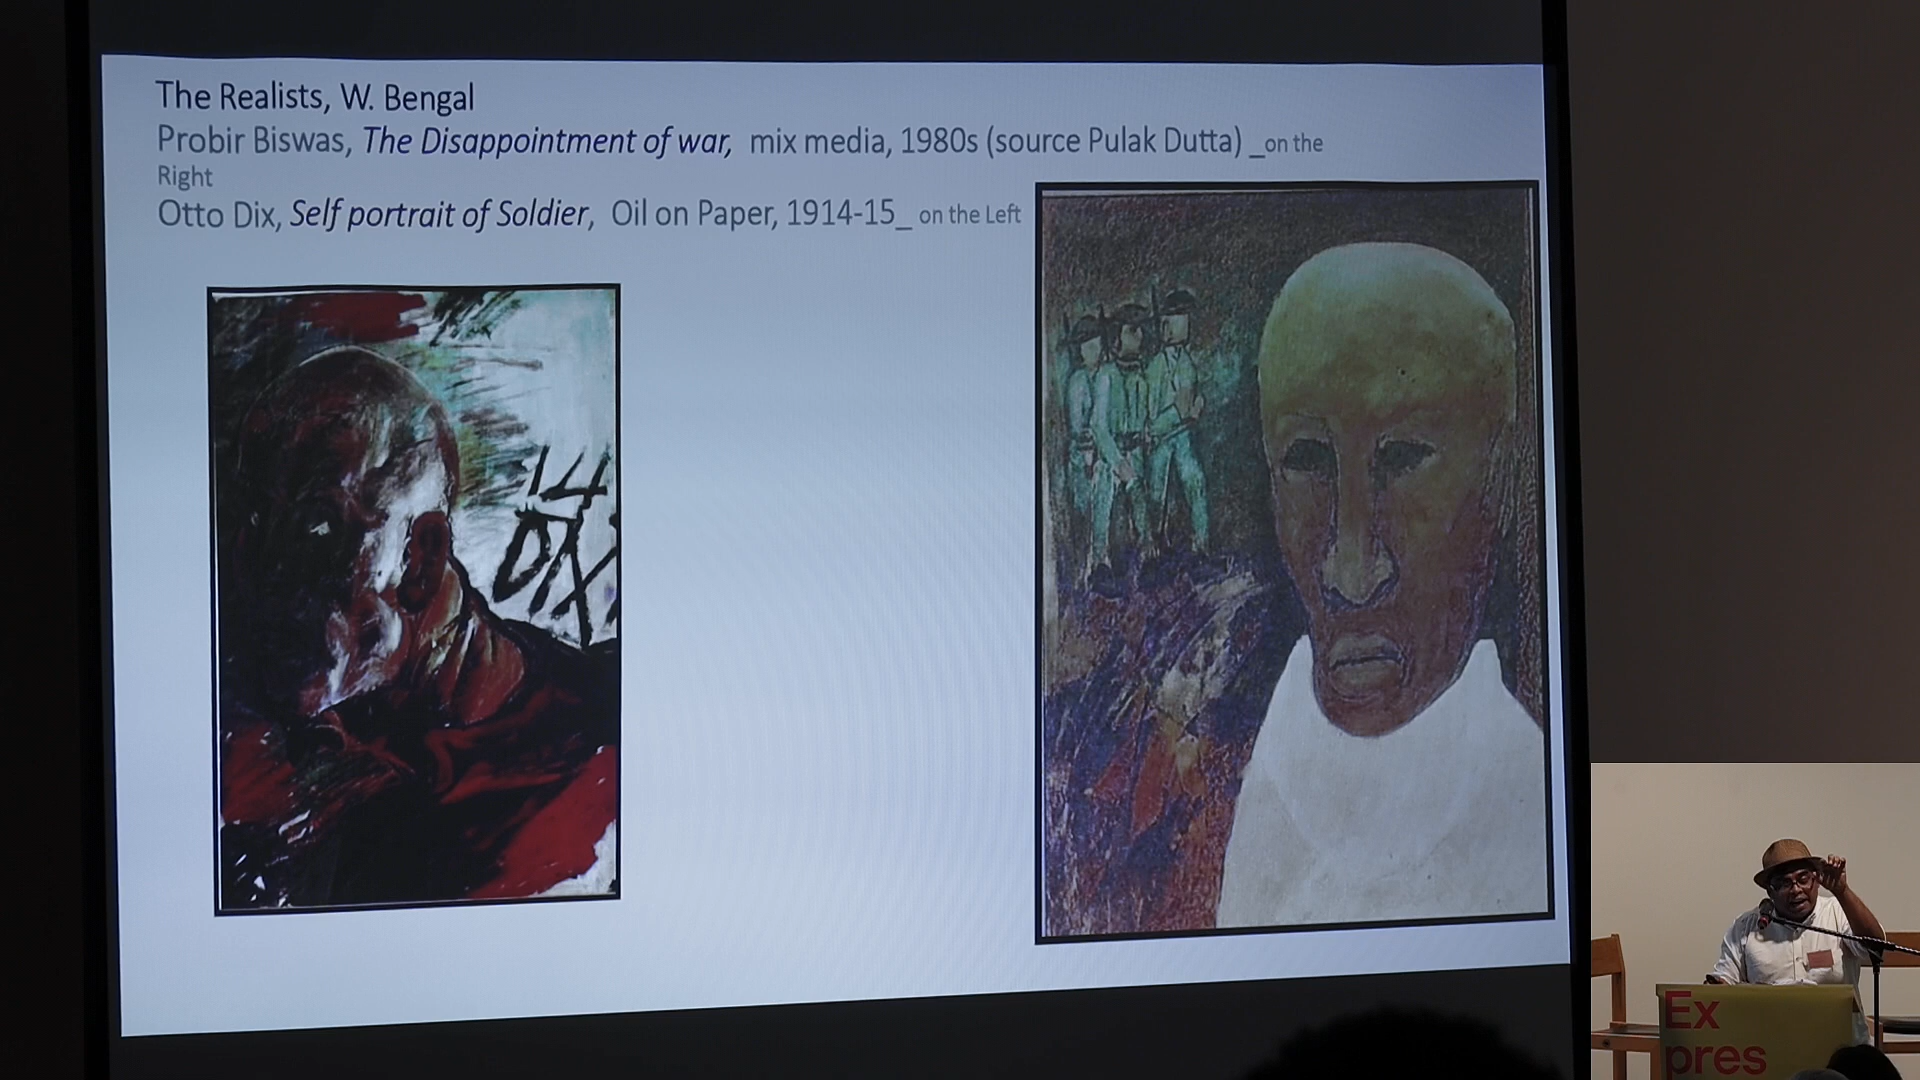 The Realists, W. Bengal
Probir Biswas, The Disappointment of war, mix media, 1980s (source Pulak Dutta) _on the
Right
Otto Dix, Self portrait of Soldier, Oil on Paper, 1914-15_ on the Left
14
DIX
Ex
pres